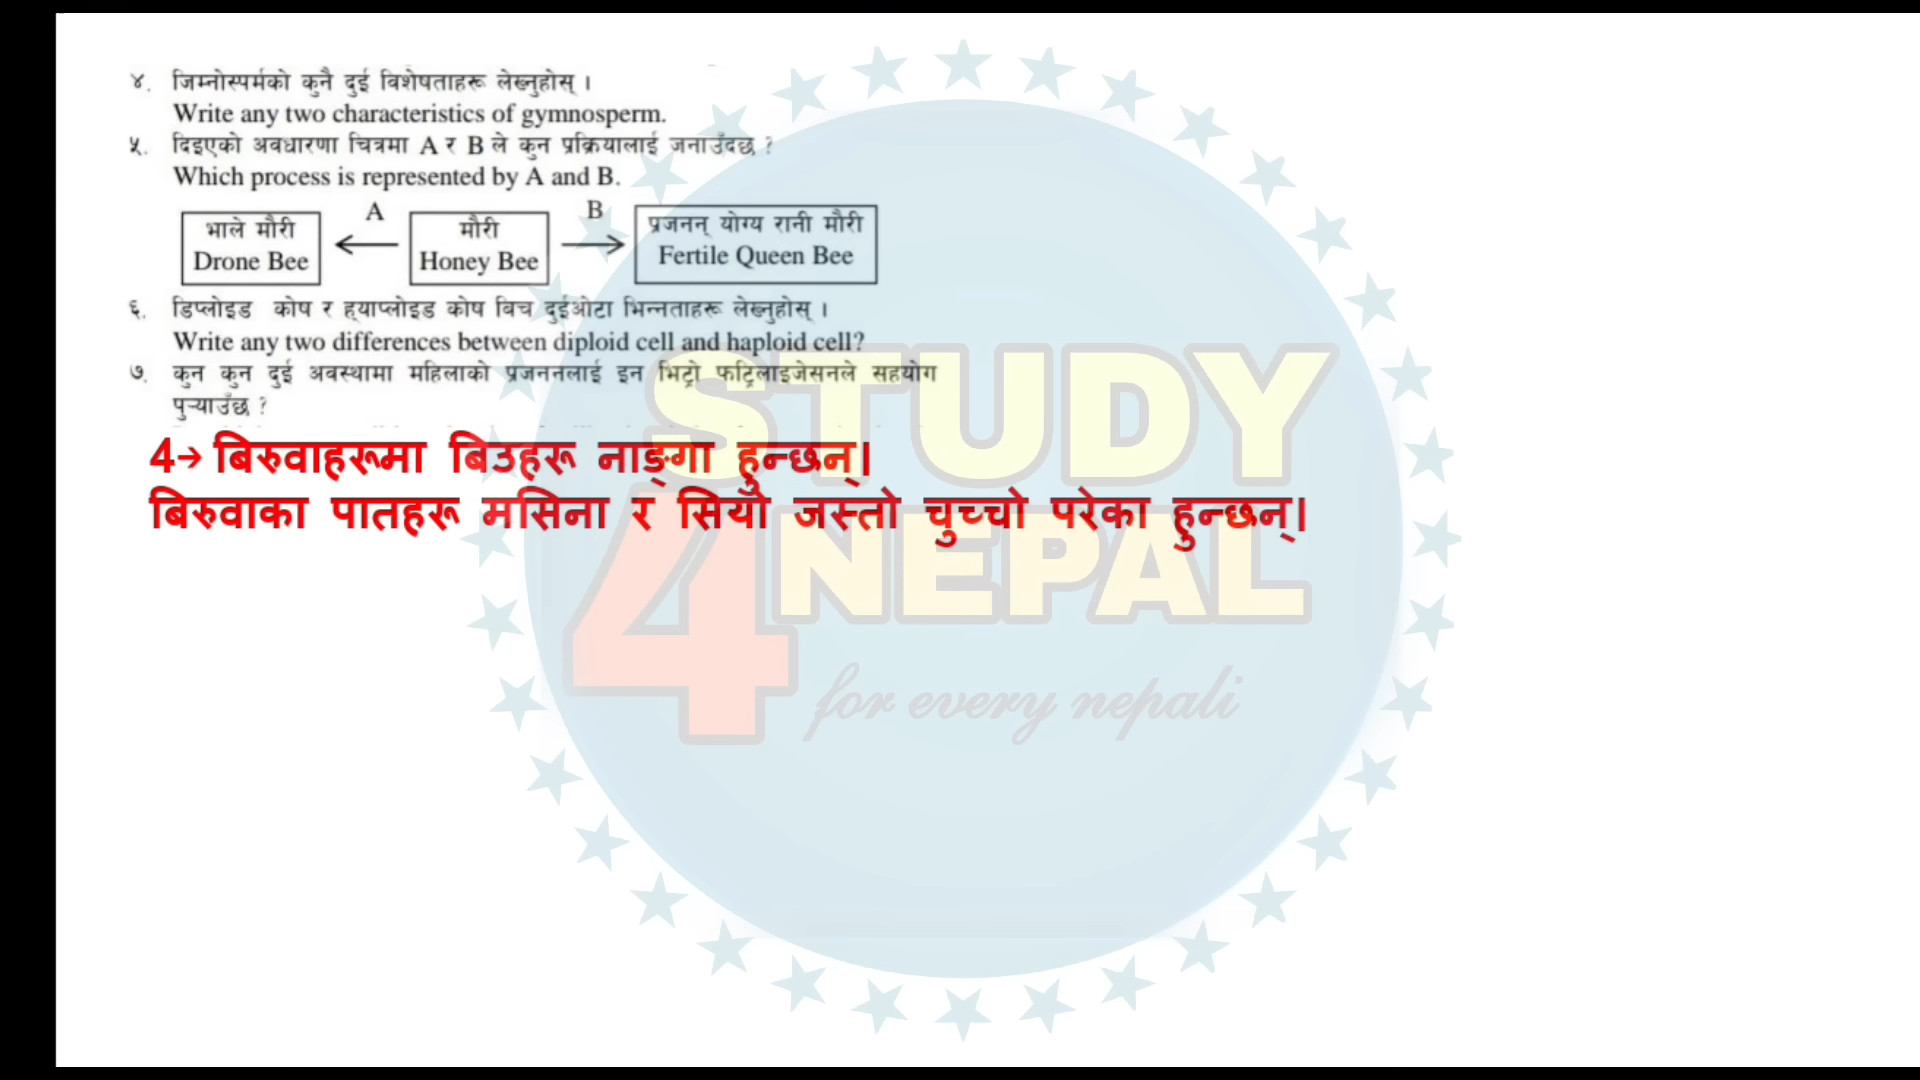 ४. जिम्नोस्पर्मको कुनै दुई विशेषताहरू लेख्नुहोस् ।
Write any two characteristics of gymnosperm.
५. दिइएको अवधारणा चित्रमा A र B ले कुन प्रक्रियालाई जनाउँदछ ?
Which process is represented by A and B.
A
B
भाले मौरी
Drone Bee
मौरी
Honey Bee
प्रजनन् योग्य रानी मौरी
Fertile Queen Bee
६. डिप्लोइड कोष र ह्याप्लोइड कोष बिच दुईओटा भिन्नताहरू लेख्नुहोस् ।
Write any two differences between diploid cell and haploid cell?
७. कुन कुन दुई अवस्थामा महिलाको प्रजननलाई इन भिट्रो फट्रिलाइजेसनले सहयोग
पुऱ्याउँछ ?
4→ बिरुवाहरूमा बिउहरू नाङ्गा हुन्छन्।
बिरुवाका पातहरू मसिना र सियो जस्तो चुच्चो परेका हुन्छन्।
STUDY
4 NEPAL
for every nepali